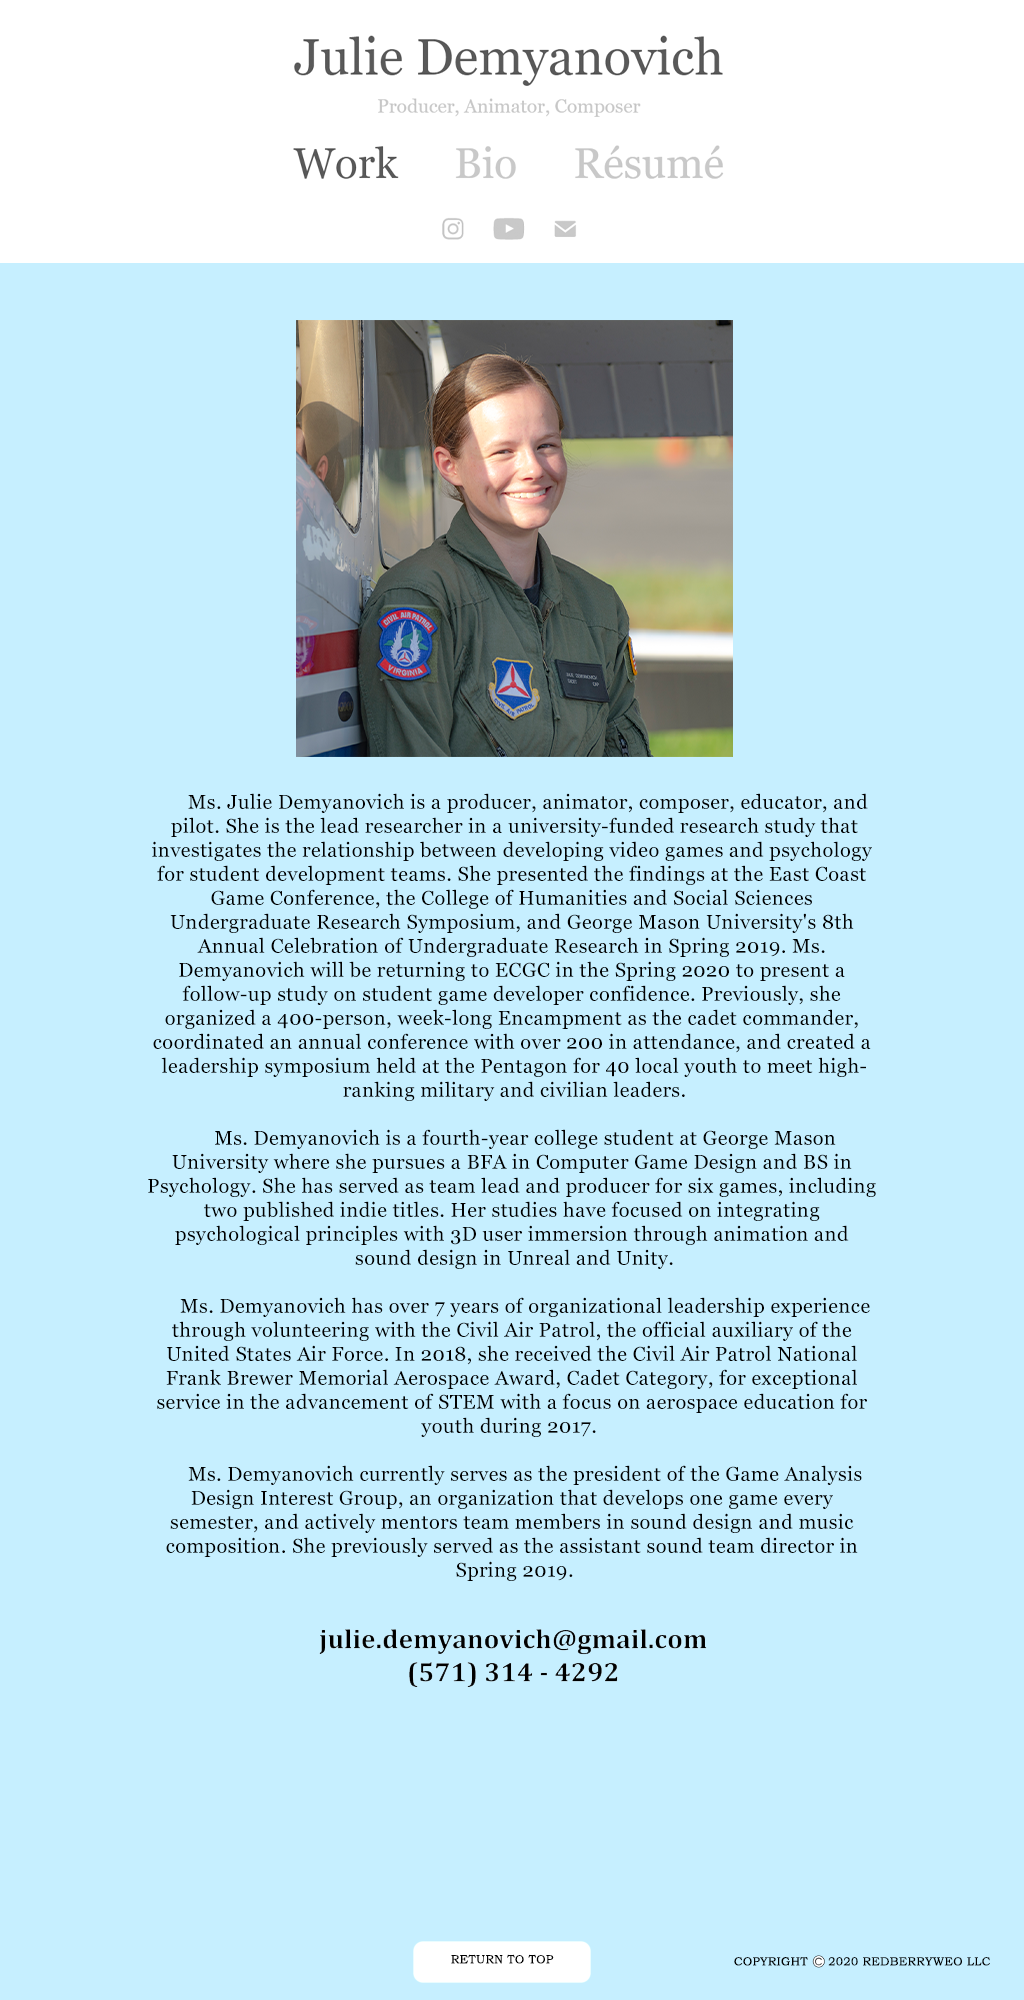 Julie Demyanovich
Producer, Animator, Composer
Work Bio Résumé
CIVIL AIR PATROL
VIRGINIA
CIVIL AIR PATROL
Ms. Julie Demyanovich is a producer, animator, composer, educator, and
pilot. She is the lead researcher in a university-funded research study that
investigates the relationship between developing video games and psychology
for student development teams. She presented the findings at the East Coast
Game Conference, the College of Humanities and Social Sciences
Undergraduate Research Symposium, and George Mason University's 8th
Annual Celebration of Undergraduate Research in Spring 2019. Ms.
Demyanovich will be returning to ECGC in the Spring 2020 to present a
follow-up study on student game developer confidence. Previously, she
organized a 400-person, week-long Encampment as the cadet commander,
coordinated an annual conference with over 200 in attendance, and created a
leadership symposium held at the Pentagon for 40 local youth to meet high-
ranking military and civilian leaders.
Ms. Demyanovich is a fourth-year college student at George Mason
University where she pursues a BFA in Computer Game Design and BS in
Psychology. She has served as team lead and producer for six games, including
two published indie titles. Her studies have focused on integrating
psychological principles with 3D user immersion through animation and
sound design in Unreal and Unity.
Ms. Demyanovich has over 7 years of organizational leadership experience
through volunteering with the Civil Air Patrol, the official auxiliary of the
United States Air Force. In 2018, she received the Civil Air Patrol National
Frank Brewer Memorial Aerospace Award, Cadet Category, for exceptional
service in the advancement of STEM with a focus on aerospace education for
youth during 2017.
Ms. Demyanovich currently serves as the president of the Game Analysis
Design Interest Group, an organization that develops one game every
semester, and actively mentors team members in sound design and music
composition. She previously served as the assistant sound team director in
Spring 2019.
julie.demyanovich@gmail.com
(571) 314 - 4292
RETURN TO TOP
COPYRIGHT © 2020 REDBERRYWEO LLC